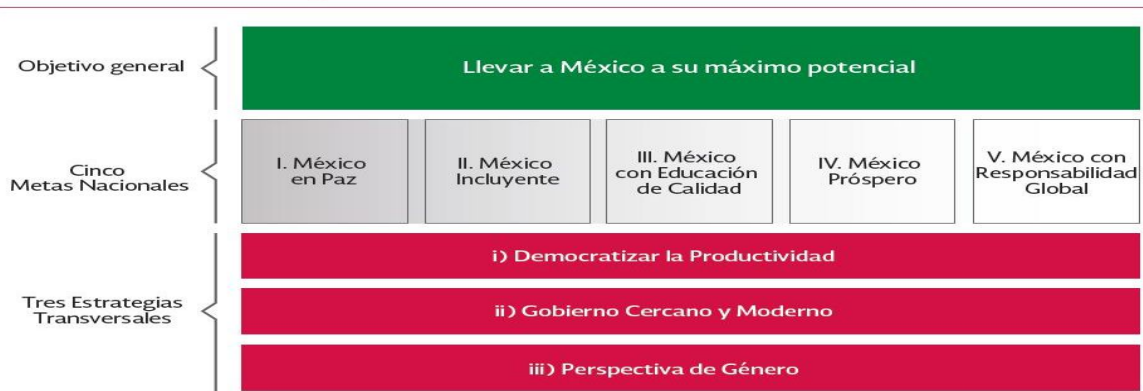 Objetivo general
Llevar a México a su máximo potencial
Cinco
Metas Nacionales
I. México
en Paz
II. México
Incluyente
III. México
con Educación
de Calidad
IV. México
Próspero
V. México con
Responsabilidad
Global
Tres Estrategias
Transversales
i) Democratizar la Productividad
ii) Gobierno Cercano y Moderno
iii) Perspectiva de Género